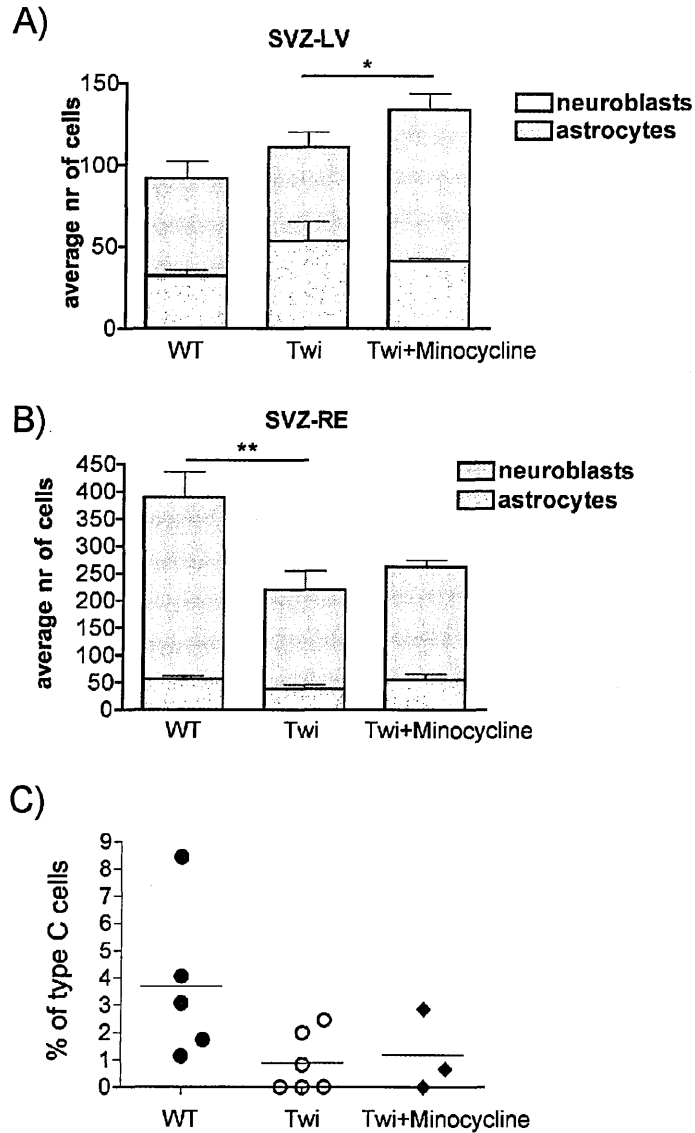 A)
SVZ-LV
*
150
100
50
0
average nr of cells
neuroblasts
astrocytes
WT Twi Twi+Minocycline
B)
SVZ-RE
**
450
400
350
300
250
200
150
100
50
0
average nr of cells
neuroblasts
astrocytes
WT Twi Twi+Minocycline
C)
9
8
7
6
5
4
3
2
1
0
% of type C cells
WT Twi Twi+Minocycline